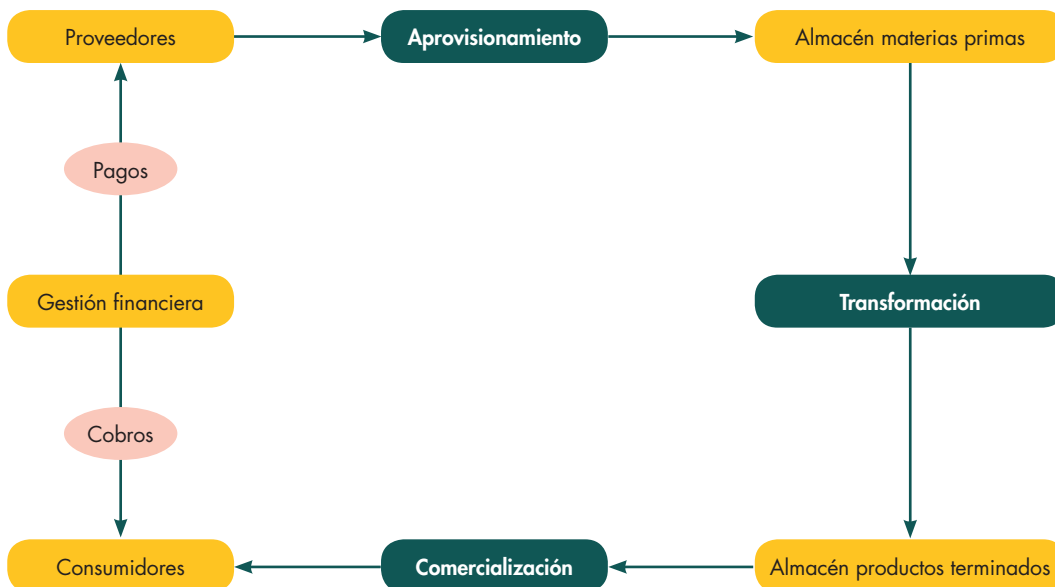 Proveedores
Aprovisionamiento
Almacén materias primas
Pagos
Gestión financiera
Transformación
Cobros
Consumidores
Comercialización
Almacén productos terminados